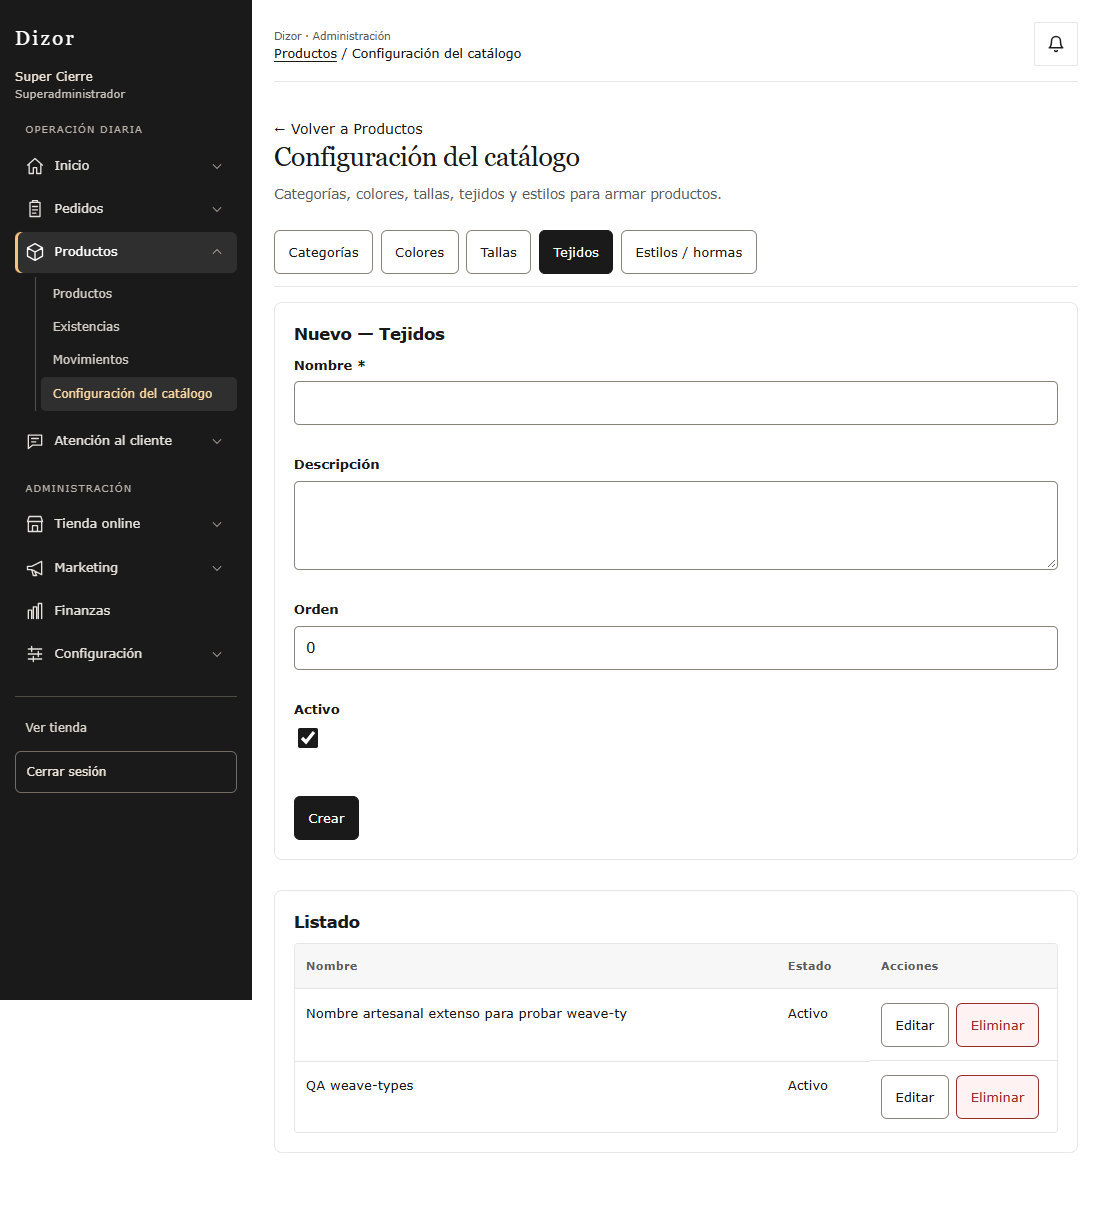 Dizor
Super Cierre
Superadministrador
OPERACIÓN DIARIA
Inicio
Pedidos
Productos
Productos
Existencias
Movimientos
Configuración del catálogo
Atención al cliente
ADMINISTRACIÓN
Tienda online
Marketing
Finanzas
Configuración
Ver tienda
Cerrar sesión
Dizor · Administración
Productos / Configuración del catálogo
← Volver a Productos
Configuración del catálogo
Categorías, colores, tallas, tejidos y estilos para armar productos.
Categorías Colores Tallas Tejidos Estilos / hormas
Nuevo — Tejidos
Nombre *
Descripción
Orden
0
Activo
Crear
Listado
Nombre Estado Acciones
Nombre artesanal extenso para probar weave-ty Activo Editar Eliminar
QA weave-types Activo Editar Eliminar